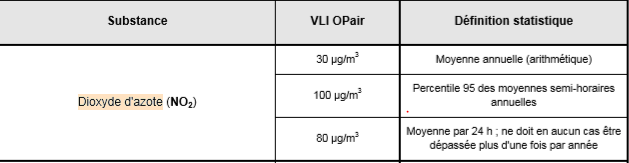 Substance VLI OPair Définition statistique
30 µg/m³ Moyenne annuelle (arithmétique)
Dioxyde d'azote (NO₂) 100 µg/m³ Percentile 95 des moyennes semi-horaires
annuelles
80 µg/m³ Moyenne par 24 h ; ne doit en aucun cas être
dépassée plus d'une fois par année